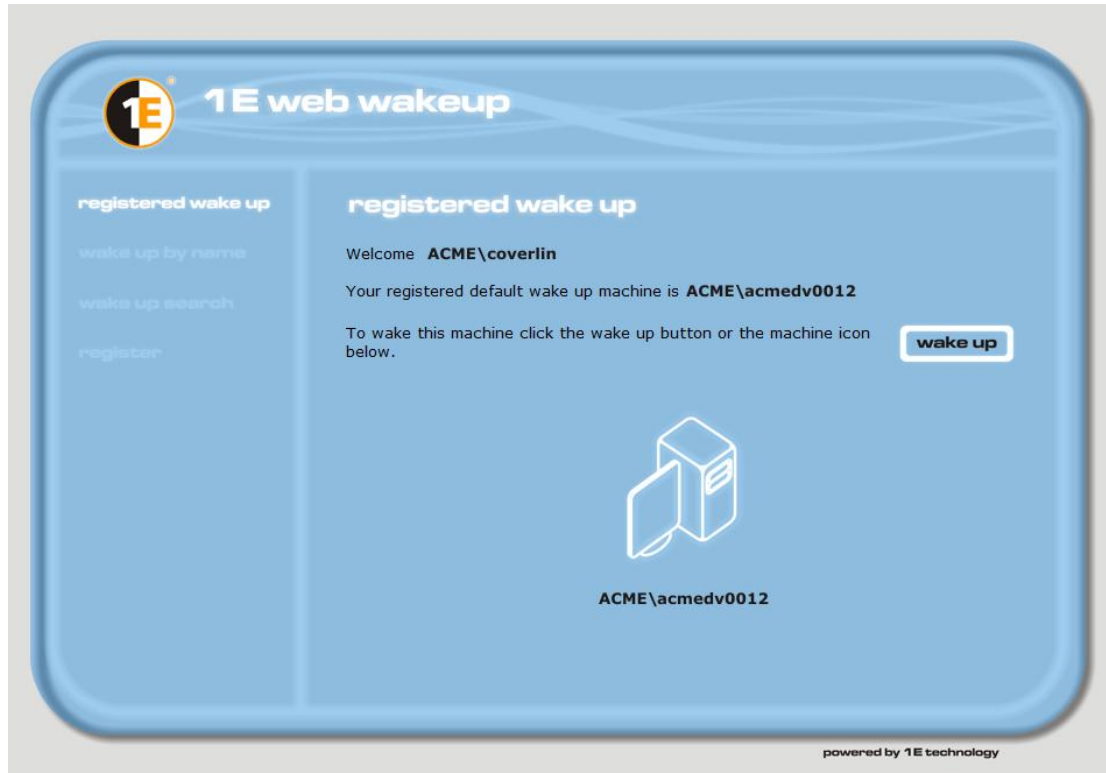 1E
1E web wakeup
registered wake up
wake up by name
wake up search
register
registered wake up
Welcome ACME\coverlin
Your registered default wake up machine is ACME\acmedv0012
To wake this machine click the wake up button or the machine icon
below.
wake up
ACME\acmedv0012
powered by 1E technology